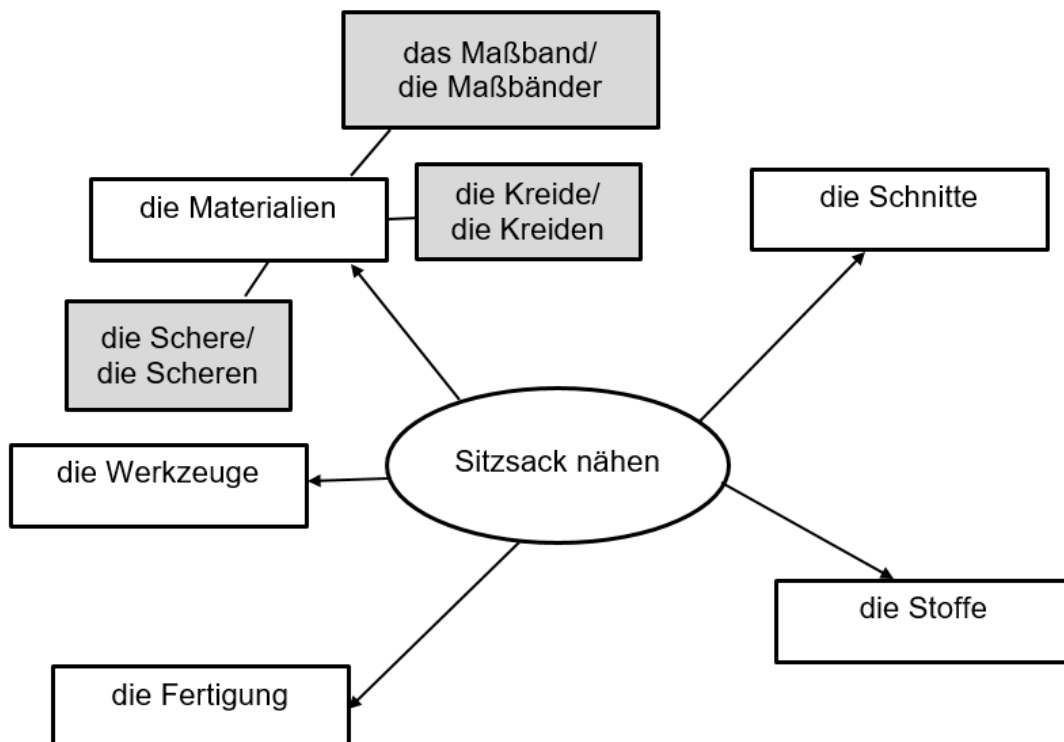 das Maßband/
die Maßbänder
die Materialien
die Kreide/
die Kreiden
die Schnitte
die Schere/
die Scheren
die Werkzeuge
Sitzsack nähen
die Stoffe
die Fertigung